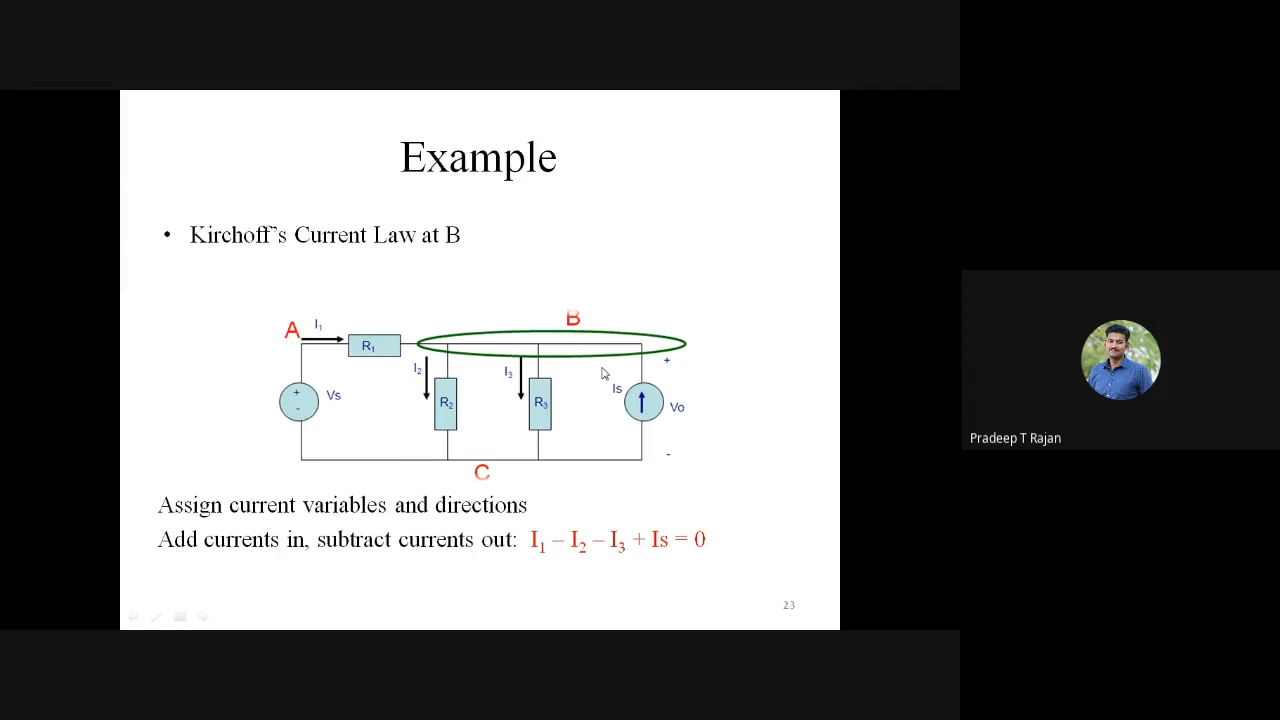 Example
• Kirchoff's Current Law at B
B
A I1
R1
I2
I3
+
+
-
Vs
R2
R3
Is
Vo
-
C
Assign current variables and directions
Add currents in, subtract currents out: I1 – I2 – I3 + Is = 0
23
Pradeep T Rajan